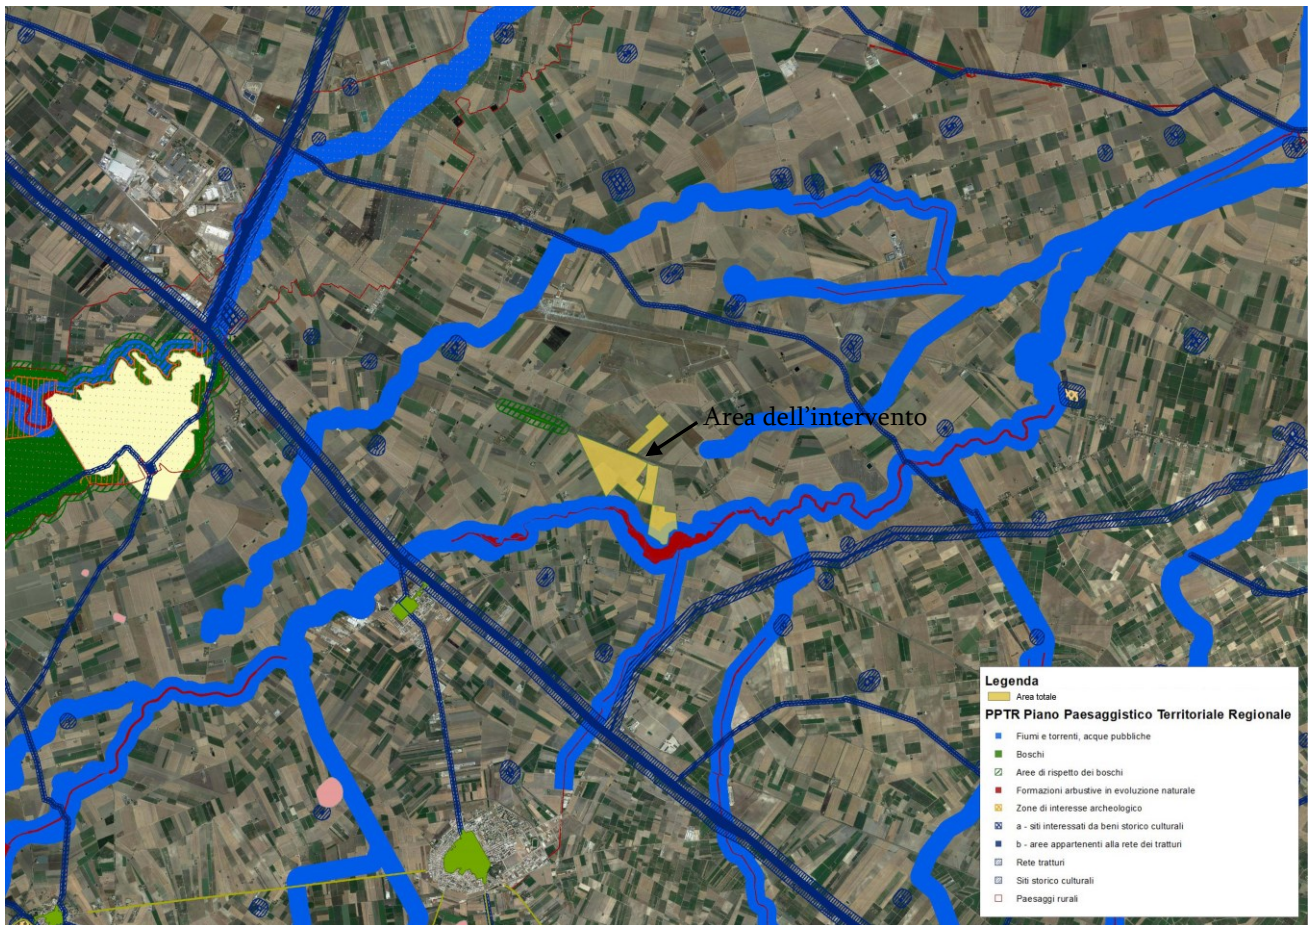 Area dell'intervento
Legenda
Area totale
PPTR Piano Paesaggistico Territoriale Regionale
Fiumi e torrenti, acque pubbliche
Boschi
Aree di rispetto dei boschi
Formazioni arbustive in evoluzione naturale
Zone di interesse archeologico
a - siti interessati da beni storico culturali
b - aree appartenenti alla rete dei tratturi
Rete tratturi
Siti storico culturali
Paesaggi rurali